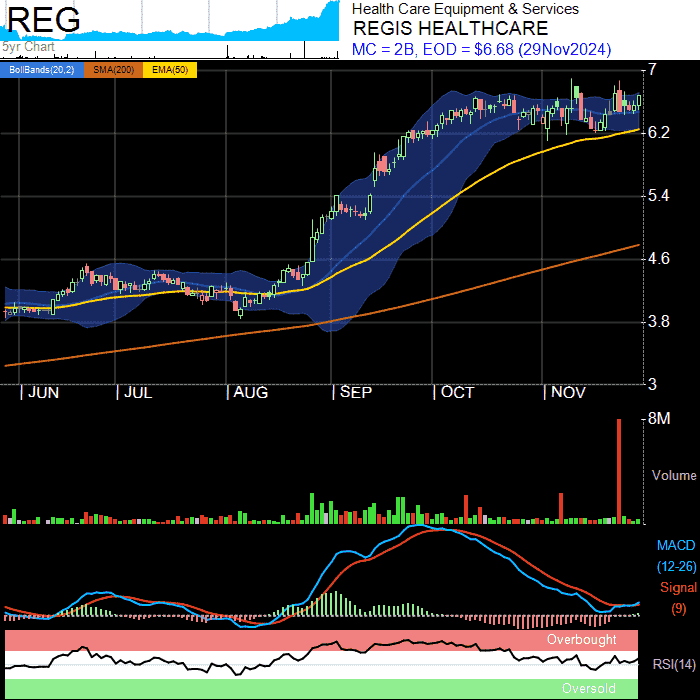 REG
5yr Chart
Health Care Equipment & Services
REGIS HEALTHCARE
MC = 2B, EOD = $6.68 (29Nov2024)
BollBands(20,2) SMA(200) EMA(50)
7
6.2
5.4
4.6
3.8
3
JUN JUL AUG SEP OCT NOV
8M
Volume
MACD
(12-26)
Signal
(9)
Overbought
RSI(14)
Oversold